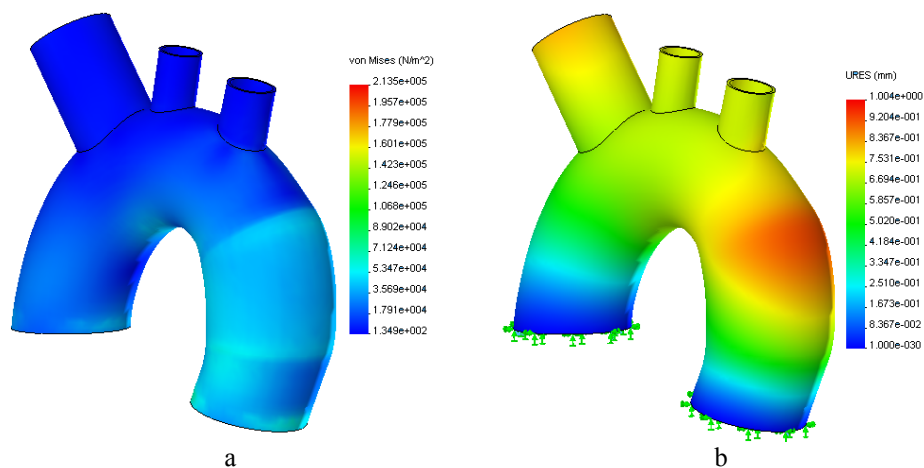 von Mises (N/m^2)
2.135e+005
1.957e+005
1.779e+005
1.601e+005
1.423e+005
1.246e+005
1.068e+005
8.902e+004
7.124e+004
5.347e+004
3.569e+004
1.791e+004
1.349e+002
a
URES (mm)
1.004e+000
9.204e-001
8.367e-001
7.531e-001
6.694e-001
5.857e-001
5.020e-001
4.184e-001
3.347e-001
2.510e-001
1.673e-001
8.367e-002
1.000e-030
b